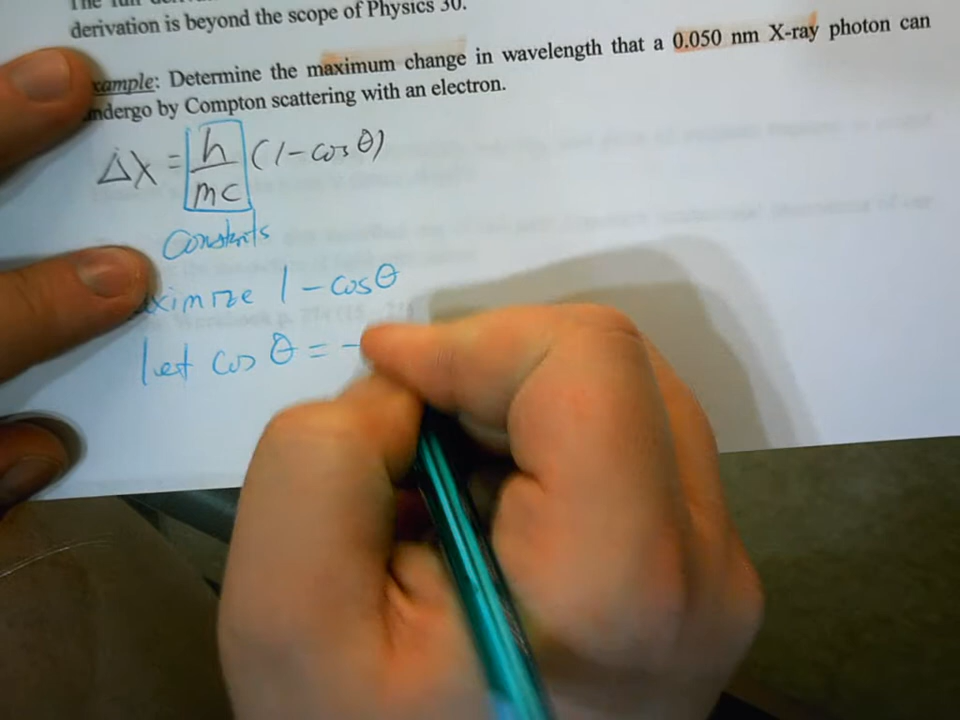 derivation is beyond the scope of Physics 30.
xample: Determine the maximum change in wavelength that a 0.050 nm X-ray photon can
ndergo by Compton scattering with an electron.
Δλ = h/mc (1-cos θ)
Constants
ximize 1-cosθ
let cos θ = -